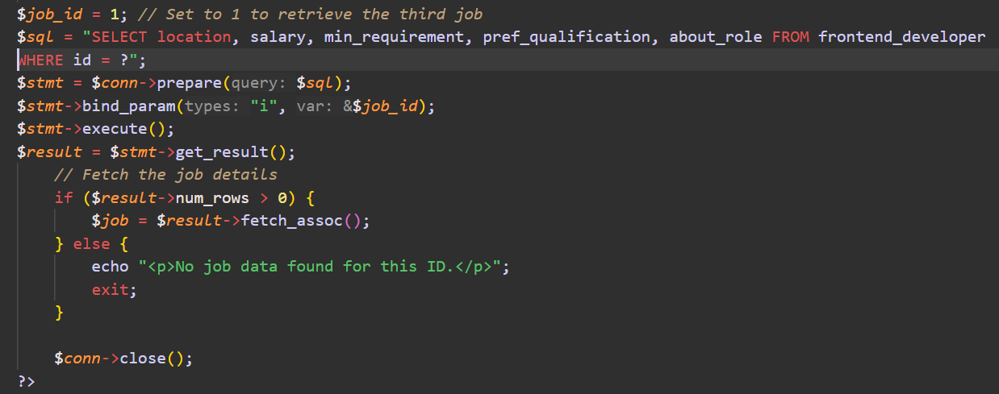 $job_id = 1; // Set to 1 to retrieve the third job
$sql = "SELECT location, salary, min_requirement, pref_qualification, about_role FROM frontend_developer
WHERE id = ?";
$stmt = $conn->prepare(query: $sql);
$stmt->bind_param(types: "i", var: &$job_id);
$stmt->execute();
$result = $stmt->get_result();
    // Fetch the job details
    if ($result->num_rows > 0) {
        $job = $result->fetch_assoc();
    } else {
        echo "<p>No job data found for this ID.</p>";
        exit;
    }

    $conn->close();
?>